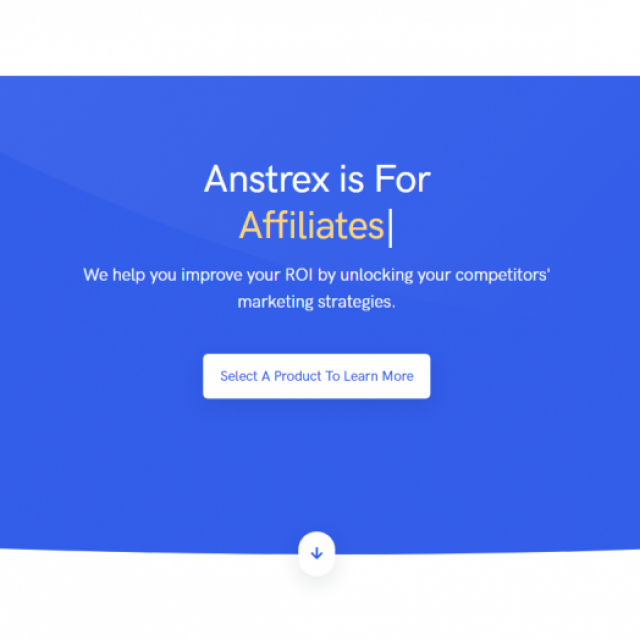 Anstrex is For
Affiliates|
We help you improve your ROI by unlocking your competitors'
marketing strategies.
Select A Product To Learn More